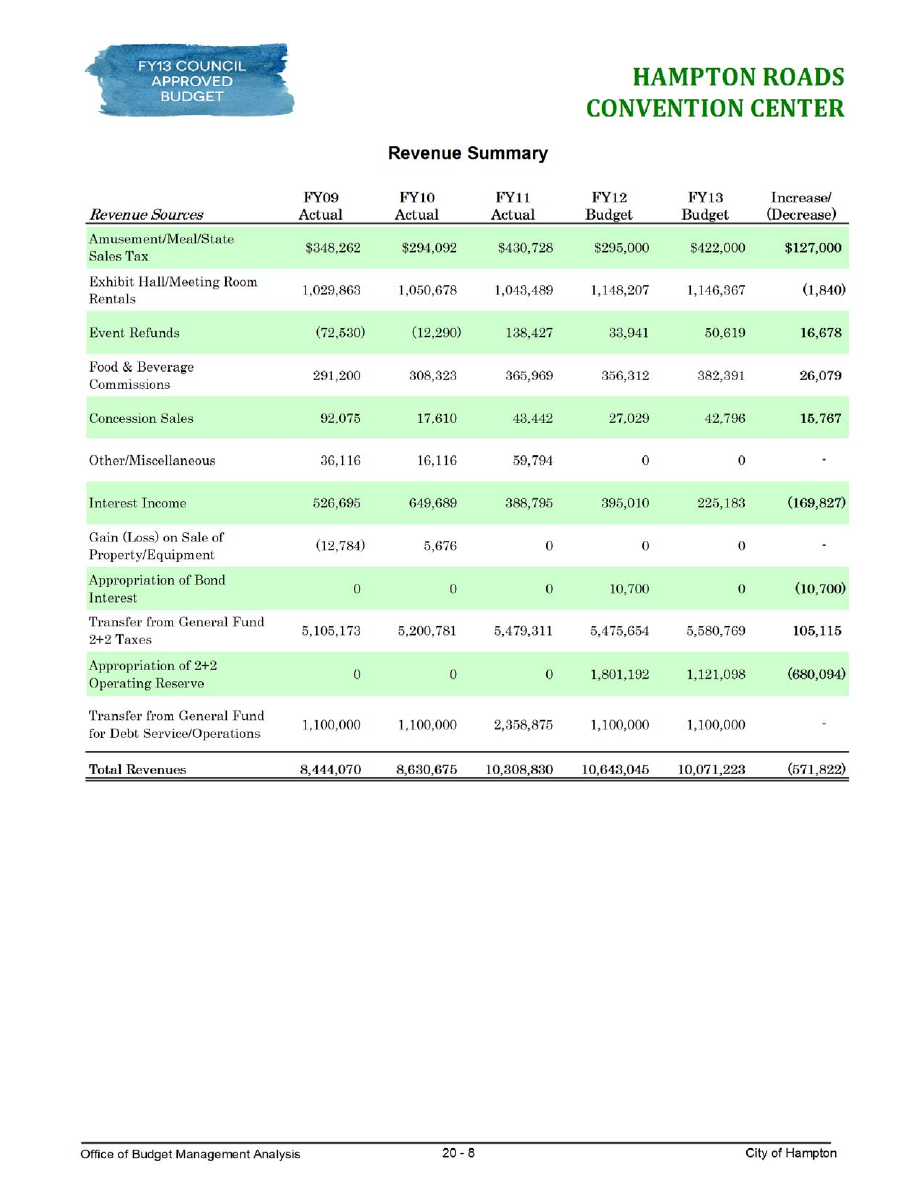 FY13 COUNCIL
APPROVED
BUDGET
HAMPTON ROADS
CONVENTION CENTER
Revenue Summary
Revenue Sources FY09 Actual FY10 Actual FY11 Actual FY12 Budget FY13 Budget Increase/ (Decrease)
Amusement/Meal/State
Sales Tax $348,262 $294,092 $430,728 $295,000 $422,000 $127,000
Exhibit Hall/Meeting Room
Rentals 1,029,863 1,050,678 1,043,489 1,148,207 1,146,367 (1,840)
Event Refunds (72,530) (12,290) 138,427 33,941 50,619 16,678
Food & Beverage
Commissions 291,200 308,323 365,969 356,312 382,391 26,079
Concession Sales 92,075 17,610 43,442 27,029 42,796 15,767
Other/Miscellaneous 36,116 16,116 59,794 0 0 -
Interest Income 526,695 649,689 388,795 395,010 225,183 (169,827)
Gain (Loss) on Sale of
Property/Equipment (12,784) 5,676 0 0 0 -
Appropriation of Bond
Interest 0 0 0 10,700 0 (10,700)
Transfer from General Fund
2+2 Taxes 5,105,173 5,200,781 5,479,311 5,475,654 5,580,769 105,115
Appropriation of 2+2
Operating Reserve 0 0 0 1,801,192 1,121,098 (680,094)
Transfer from General Fund
for Debt Service/Operations 1,100,000 1,100,000 2,358,875 1,100,000 1,100,000 -
Total Revenues 8,444,070 8,630,675 10,308,830 10,643,045 10,071,223 (571,822)
Office of Budget Management Analysis 20 - 8 City of Hampton